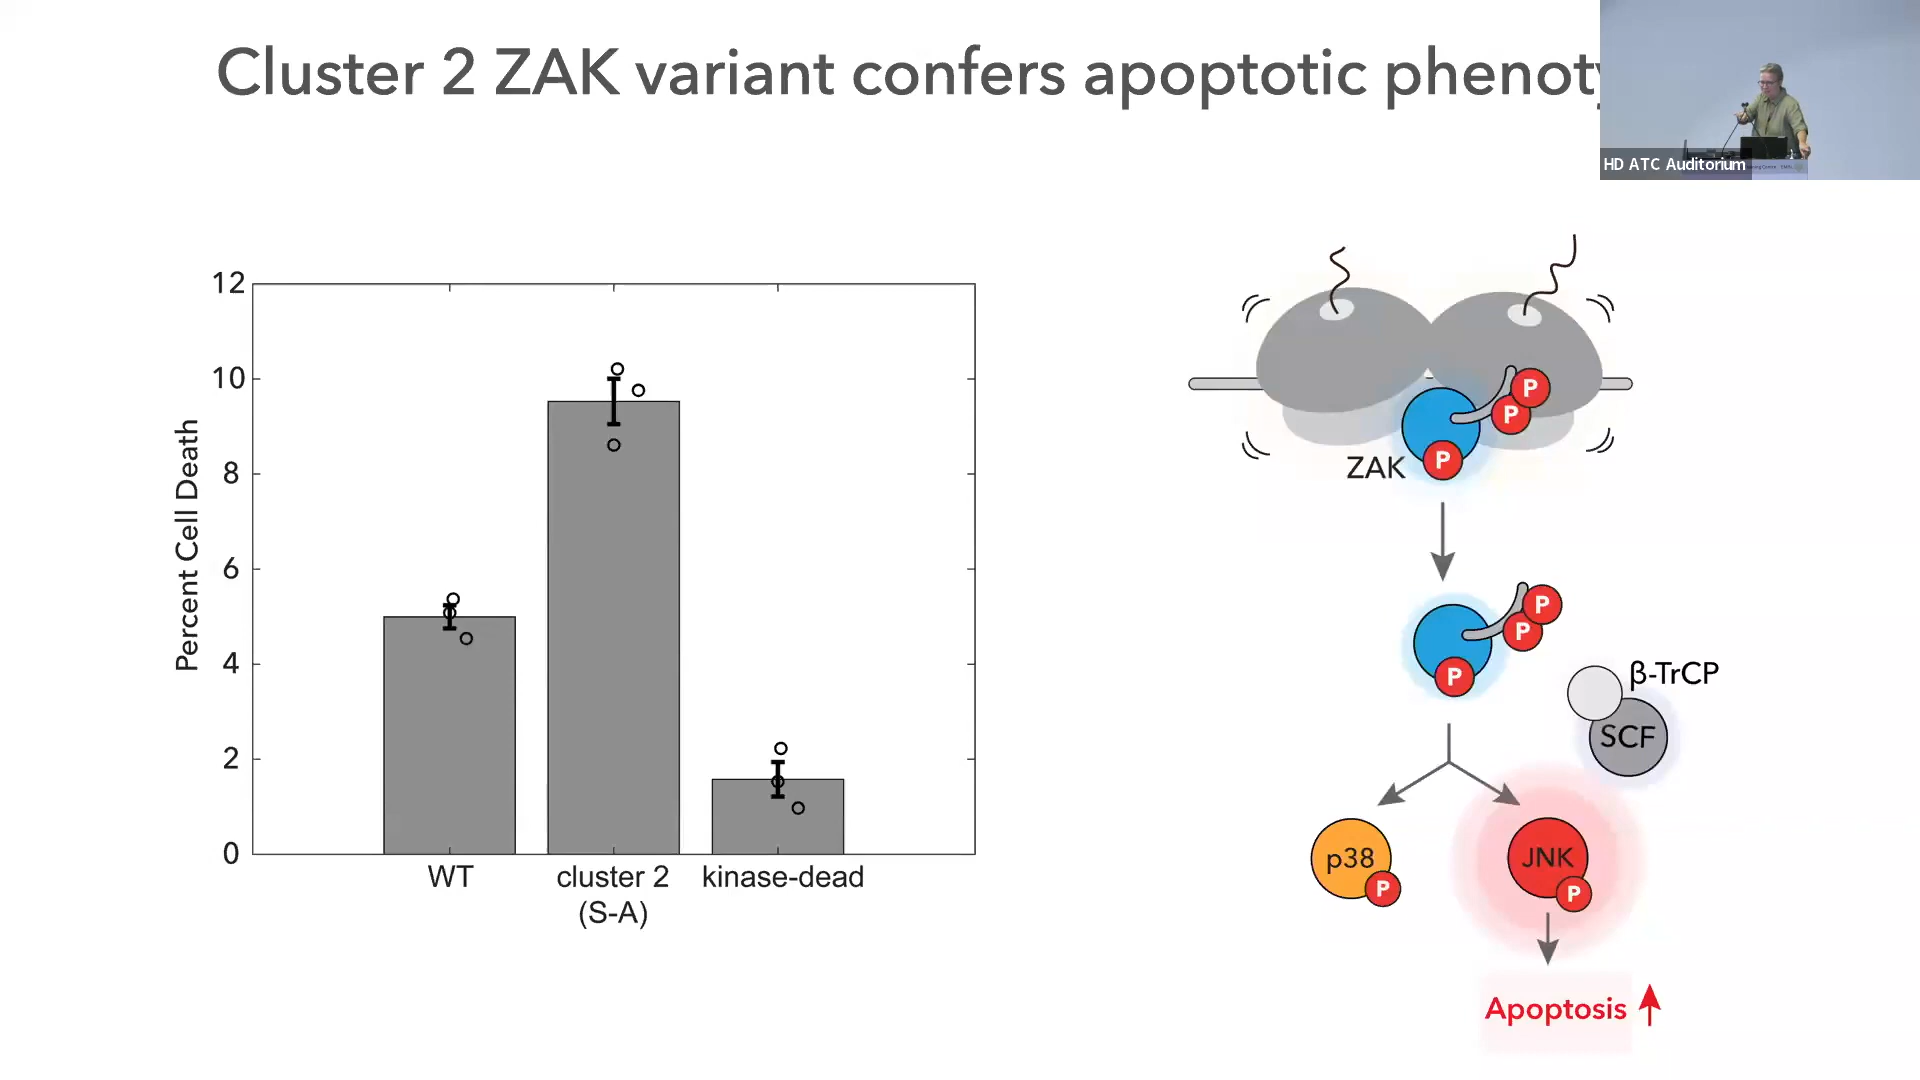 Cluster 2 ZAK variant confers apoptotic phenoty
HD ATC Auditorium
12
10
8
6
4
2
0
Percent Cell Death
WT
cluster 2
(S-A)
kinase-dead
P
P
P
ZAK
P
P
P
β-TrCP
SCF
p38
P
JNK
P
Apoptosis